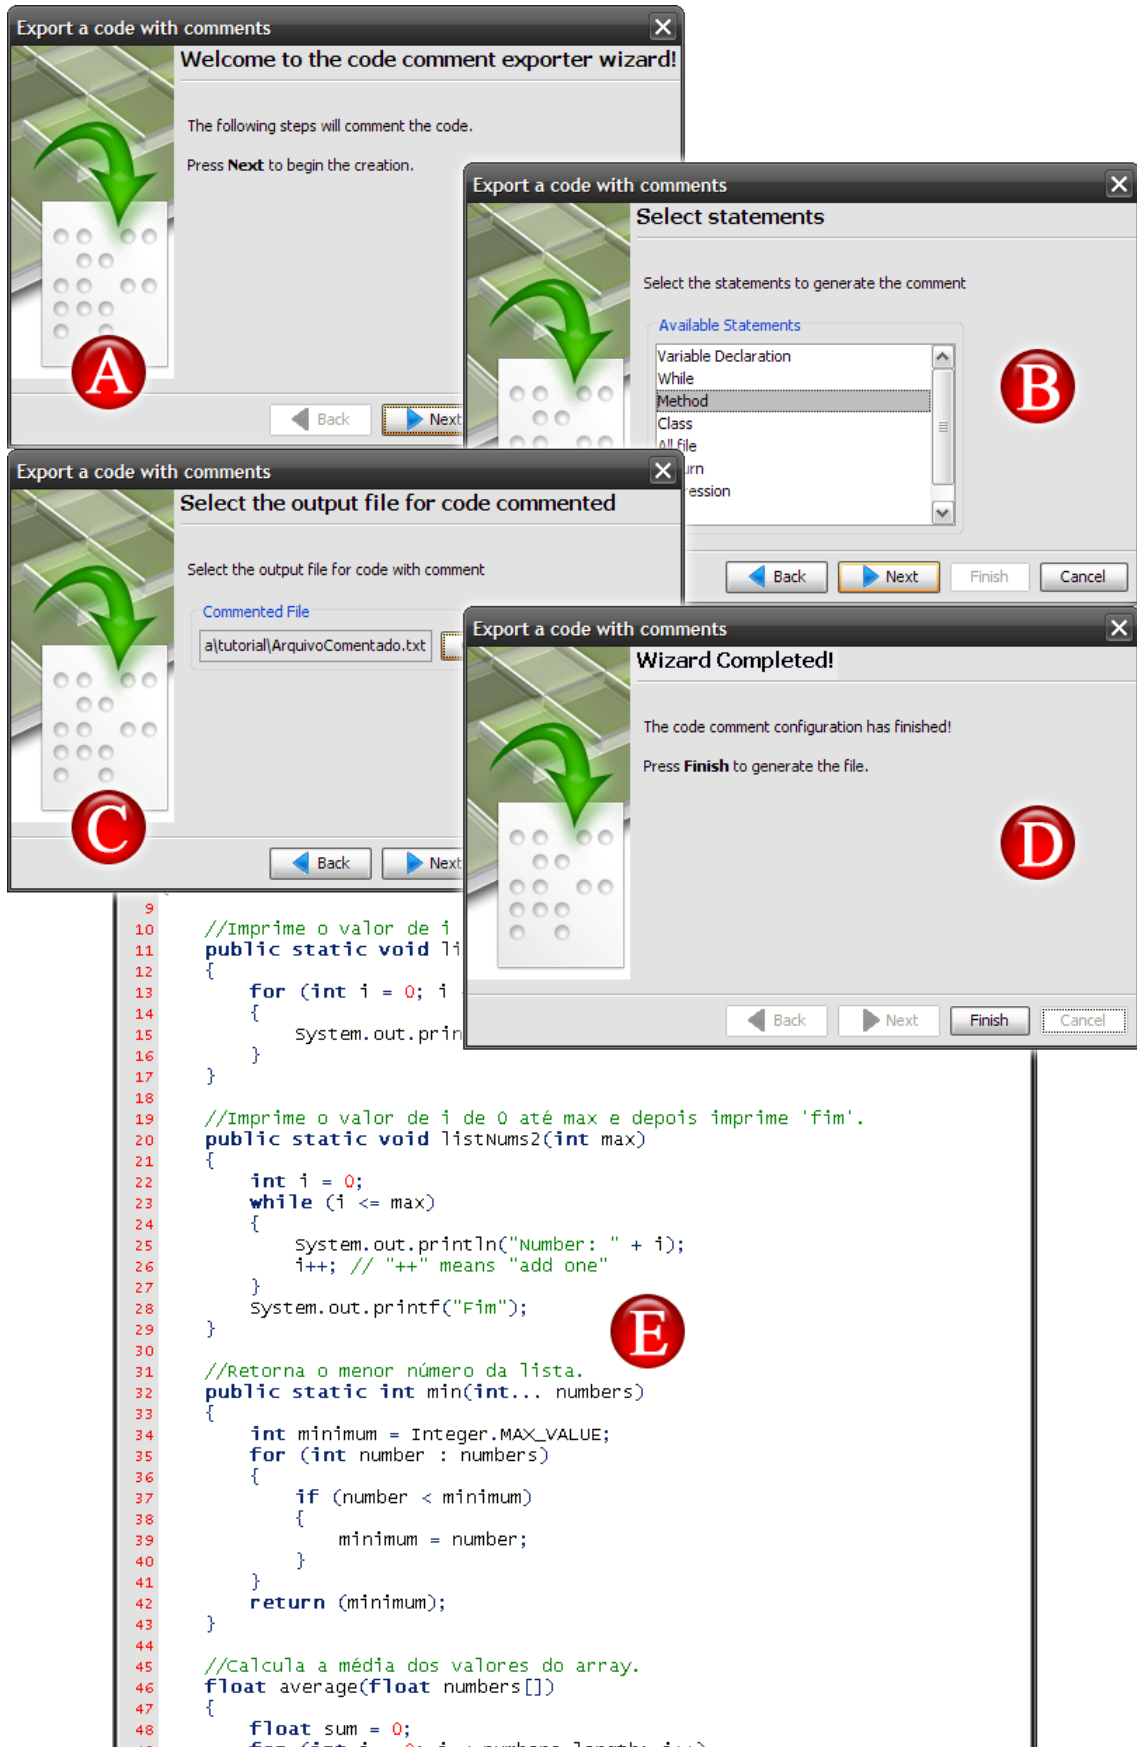 Export a code with comments
Welcome to the code comment exporter wizard!
The following steps will comment the code.
Press Next to begin the creation.
Back
Next
A
Export a code with comments
Select statements
Select the statements to generate the comment
Available Statements
Variable Declaration
While
Method
Class
All file
Back
Next
Finish
Cancel
B
Export a code with comments
Select the output file for code commented
Select the output file for code with comment
Commented File
a\tutorial\ArquivoComentado.txt
Back
Next
C
Export a code with comments
Wizard Completed!
The code comment configuration has finished!
Press Finish to generate the file.
Back
Next
Finish
Cancel
D
9
10 //Imprime o valor de i
11 public static void li
12 {
13 for (int i = 0; i
14 {
15 System.out.prin
16 }
17 }
18
19 //Imprime o valor de i de 0 até max e depois imprime 'fim'.
20 public static void listNums2(int max)
21 {
22 int i = 0;
23 while (i <= max)
24 {
25 System.out.println("Number: " + i);
26 i++; // "++" means "add one"
27 }
28 System.out.printf("Fim");
29 }
30
31 //Retorna o menor número da lista.
32 public static int min(int... numbers)
33 {
34 int minimum = Integer.MAX_VALUE;
35 for (int number : numbers)
36 {
37 if (number < minimum)
38 {
39 minimum = number;
40 }
41 }
42 return (minimum);
43 }
44
45 //Calcula a média dos valores do array.
46 float average(float numbers[])
47 {
48 float sum = 0;
E